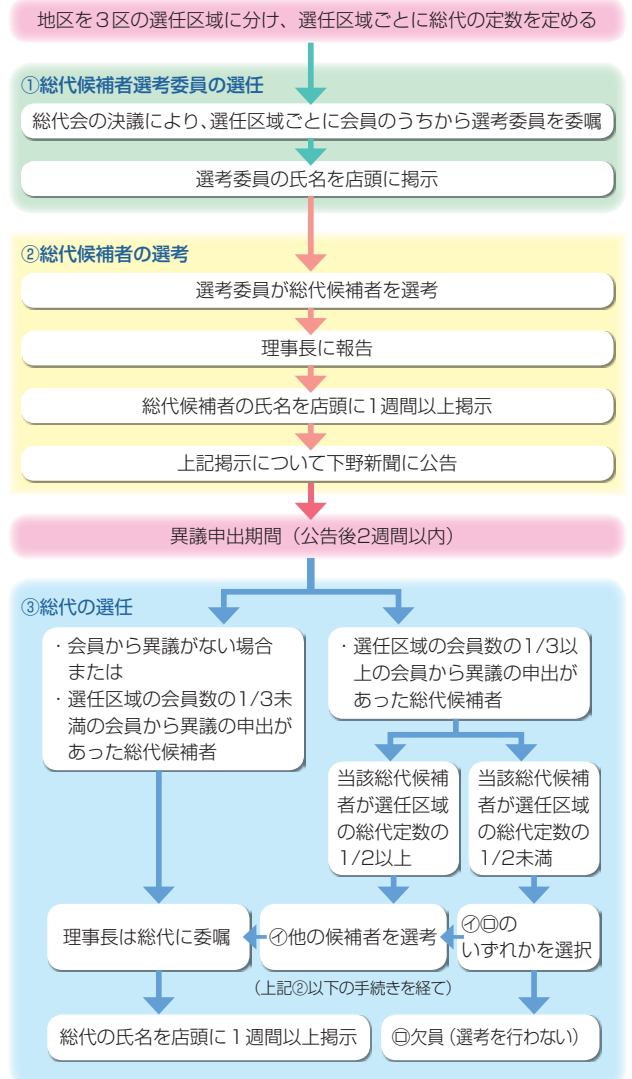 地区を3区の選任区域に分け、選任区域ごとに総代の定数を定める
①総代候補者選考委員の選任
総代会の決議により、選任区域ごとに会員のうちから選考委員を委嘱
選考委員の氏名を店頭に掲示
②総代候補者の選考
選考委員が総代候補者を選考
理事長に報告
総代候補者の氏名を店頭に1週間以上掲示
上記掲示について下野新聞に公告
異議申出期間（公告後2週間以内）
③総代の選任
・会員から異議がない場合
または
・選任区域の会員数の1/3未
満の会員から異議の申出が
あった総代候補者
・選任区域の会員数の1/3以
上の会員から異議の申出が
あった総代候補者
当該総代候補
者が選任区域
の総代定数の
1/2以上
当該総代候補
者が選任区域
の総代定数の
1/2未満
理事長は総代に委嘱
㋑他の候補者を選考
㋑㋺の
いずれかを選択
（上記②以下の手続きを経て）
総代の氏名を店頭に1週間以上掲示
㋺欠員（選考を行わない）